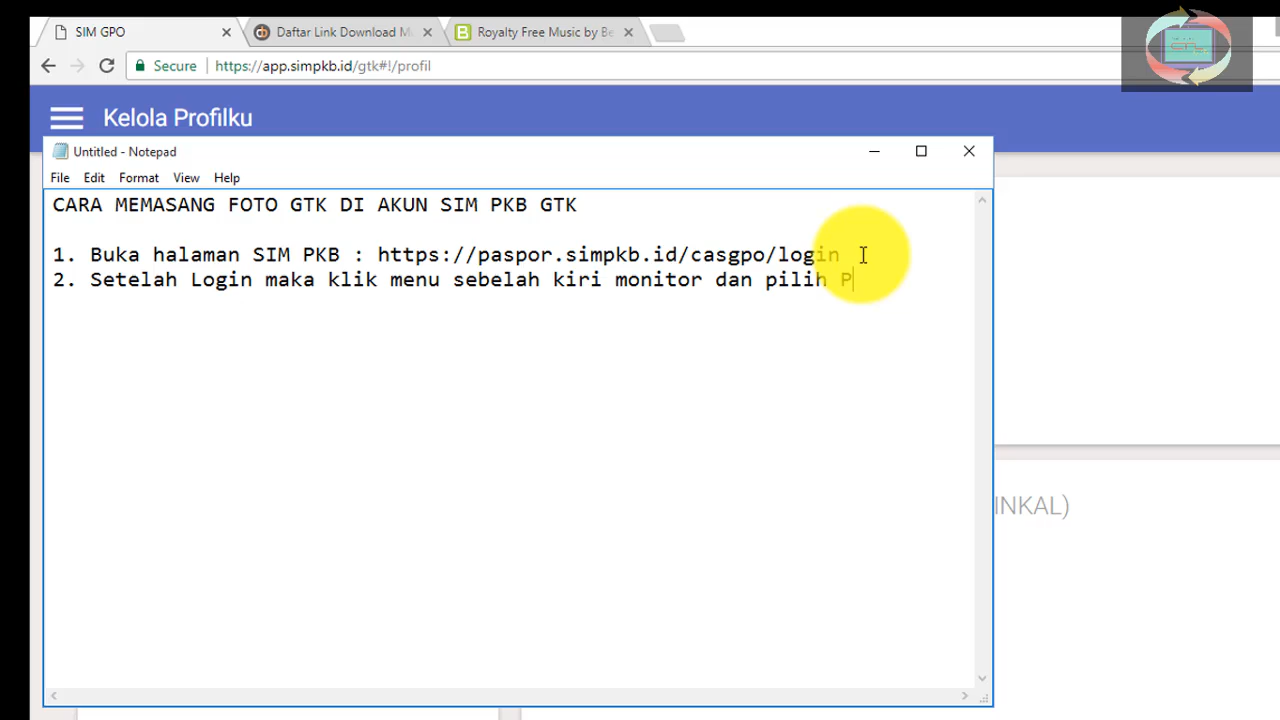 SIM GPO
Daftar Link Download M
Royalty Free Music by Be
Secure
https://app.simpkb.id/gtk#!/profil
Kelola Profilku
Untitled - Notepad
File Edit Format View Help
CARA MEMASANG FOTO GTK DI AKUN SIM PKB GTK
1. Buka halaman SIM PKB : https://paspor.simpkb.id/casgpo/login
2. Setelah Login maka klik menu sebelah kiri monitor dan pilih P
INKAL)